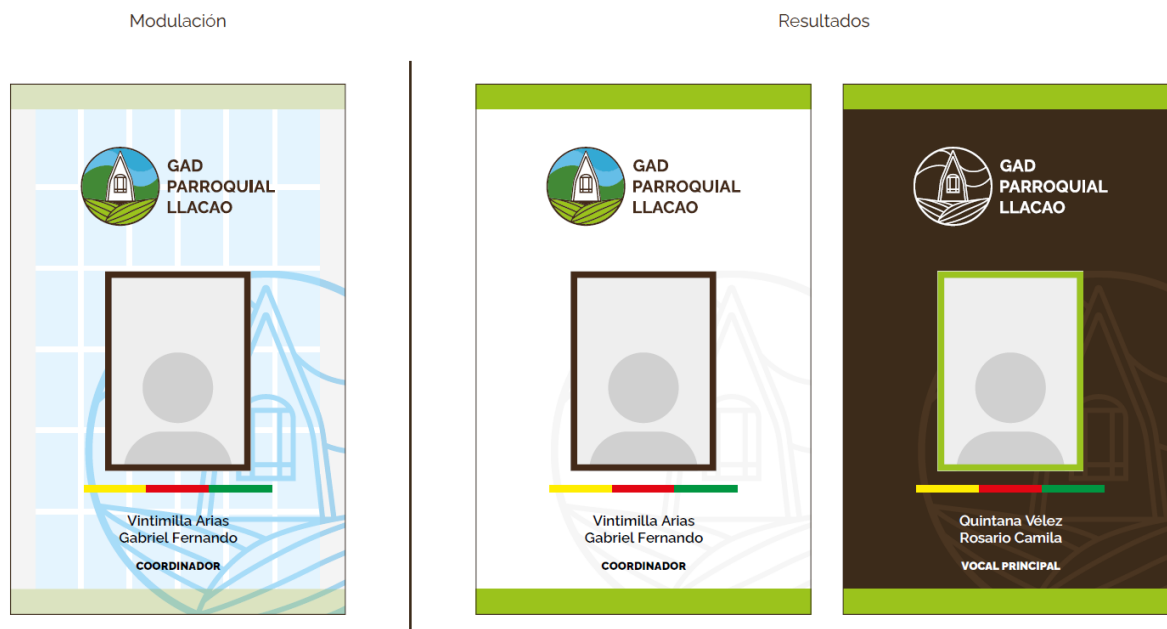 Modulación
Resultados
GAD
PARROQUIAL
LLACAO
Vintimilla Arias
Gabriel Fernando
COORDINADOR
GAD
PARROQUIAL
LLACAO
Vintimilla Arias
Gabriel Fernando
COORDINADOR
GAD
PARROQUIAL
LLACAO
Quintana Vélez
Rosario Camila
VOCAL PRINCIPAL